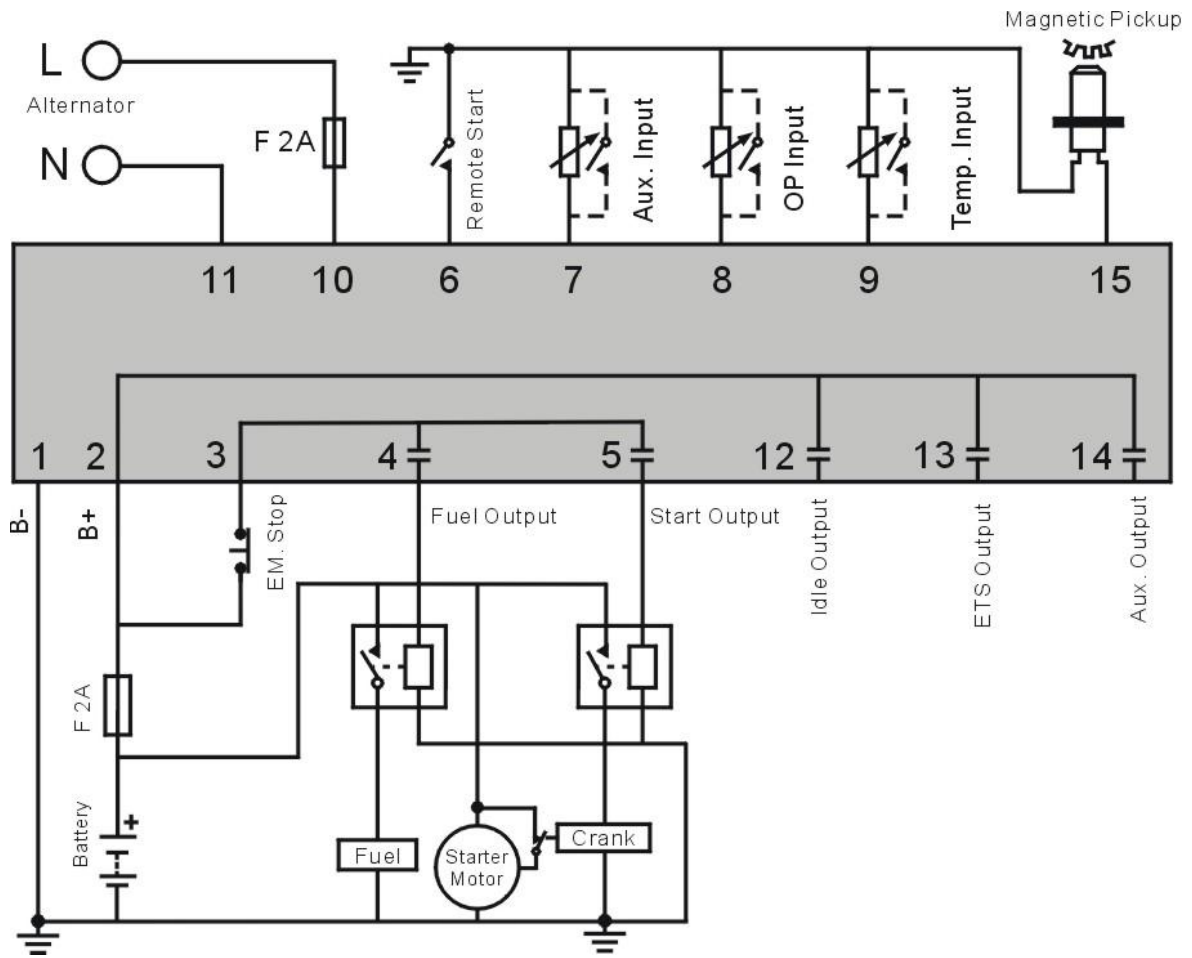 Magnetic Pickup
L
Alternator
N
F 2A
Remote Start
Aux. Input
OP Input
Temp. Input
11
10
6
7
8
9
15
1
2
3
4
5
12
13
14
B-
B+
EM. Stop
Fuel Output
Start Output
Idle Output
ETS Output
Aux. Output
F 2A
Battery
+
Fuel
Starter
Motor
Crank